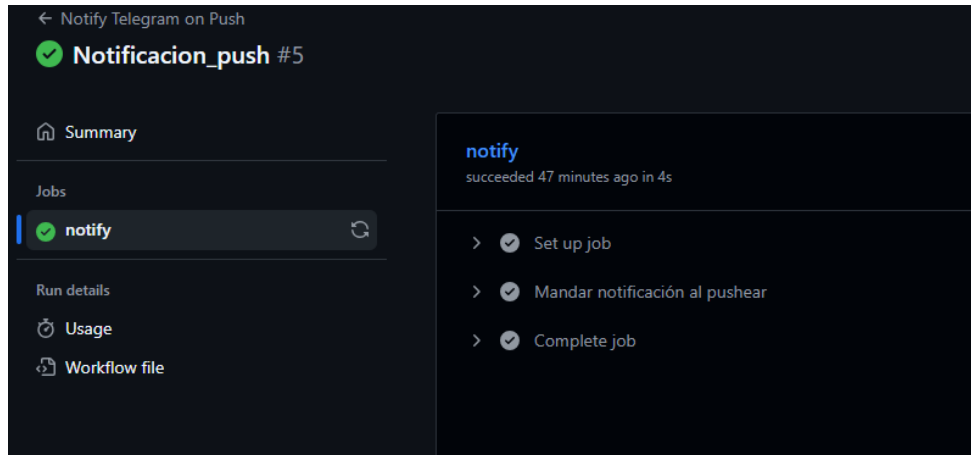 ← Notify Telegram on Push
Notificacion_push #5
Summary
Jobs
notify
Run details
Usage
Workflow file
notify
succeeded 47 minutes ago in 4s
Set up job
Mandar notificación al pushear
Complete job